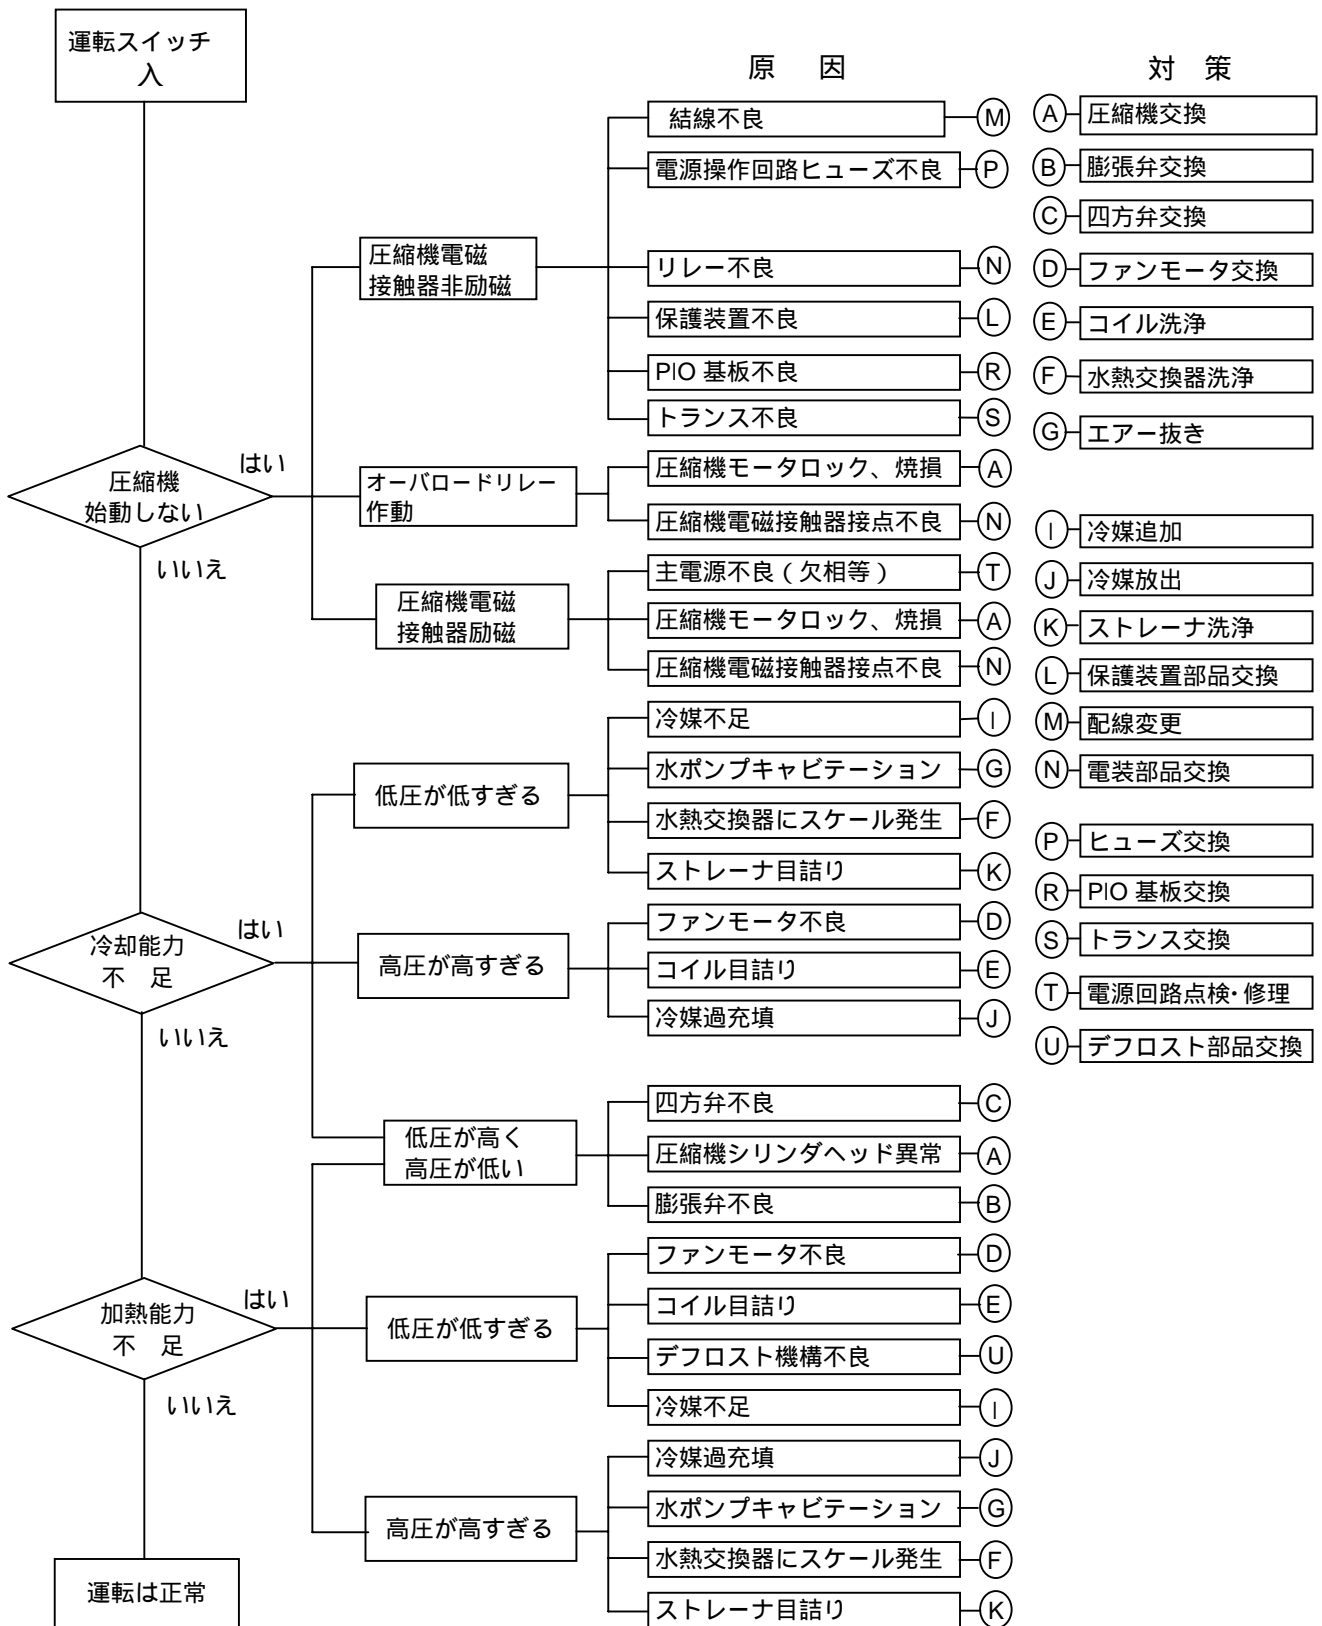 運転スイッチ
入
原 因
対 策
圧縮機
始動しない
はい
いいえ
圧縮機電磁
接触器非励磁
結線不良 M
電源操作回路ヒューズ不良 P
リレー不良 N
保護装置不良 L
PIO 基板不良 R
トランス不良 S
オーバロードリレー
作動
圧縮機モータロック、焼損 A
圧縮機電磁接触器接点不良 N
圧縮機電磁
接触器励磁
主電源不良(欠相等) T
圧縮機モータロック、焼損 A
圧縮機電磁接触器接点不良 N
冷却能力
不 足
はい
いいえ
低圧が低すぎる
冷媒不足 I
水ポンプキャビテーション G
水熱交換器にスケール発生 F
ストレーナ目詰り K
高圧が高すぎる
ファンモータ不良 D
コイル目詰り E
冷媒過充填 J
低圧が高く
高圧が低い
四方弁不良 C
圧縮機シリンダヘッド異常 A
膨張弁不良 B
加熱能力
不 足
はい
いいえ
低圧が低すぎる
ファンモータ不良 D
コイル目詰り E
デフロスト機構不良 U
冷媒不足 I
高圧が高すぎる
冷媒過充填 J
水ポンプキャビテーション G
水熱交換器にスケール発生 F
ストレーナ目詰り K
運転は正常
A 圧縮機交換
B 膨張弁交換
C 四方弁交換
D ファンモータ交換
E コイル洗浄
F 水熱交換器洗浄
G エアー抜き
I 冷媒追加
J 冷媒放出
K ストレーナ洗浄
L 保護装置部品交換
M 配線変更
N 電装部品交換
P ヒューズ交換
R PIO 基板交換
S トランス交換
T 電源回路点検・修理
U デフロスト部品交換